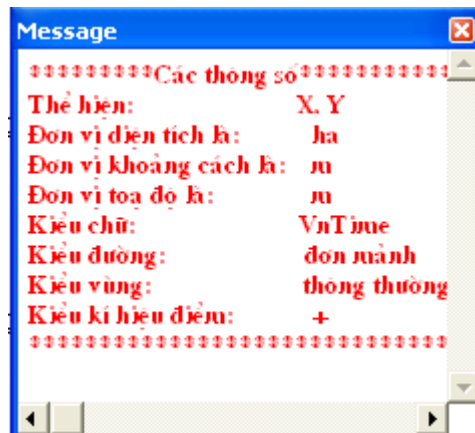 Message
*********Các thông số***********
Thể hiện: X, Y
Đơn vị diện tích là: ha
Đơn vị khoảng cách là: m
Đơn vị toạ độ là: m
Kiểu chữ: VnTime
Kiểu đường: đơn mảnh
Kiểu vùng: thông thường
Kiểu kí hiệu điểm: +
******************************